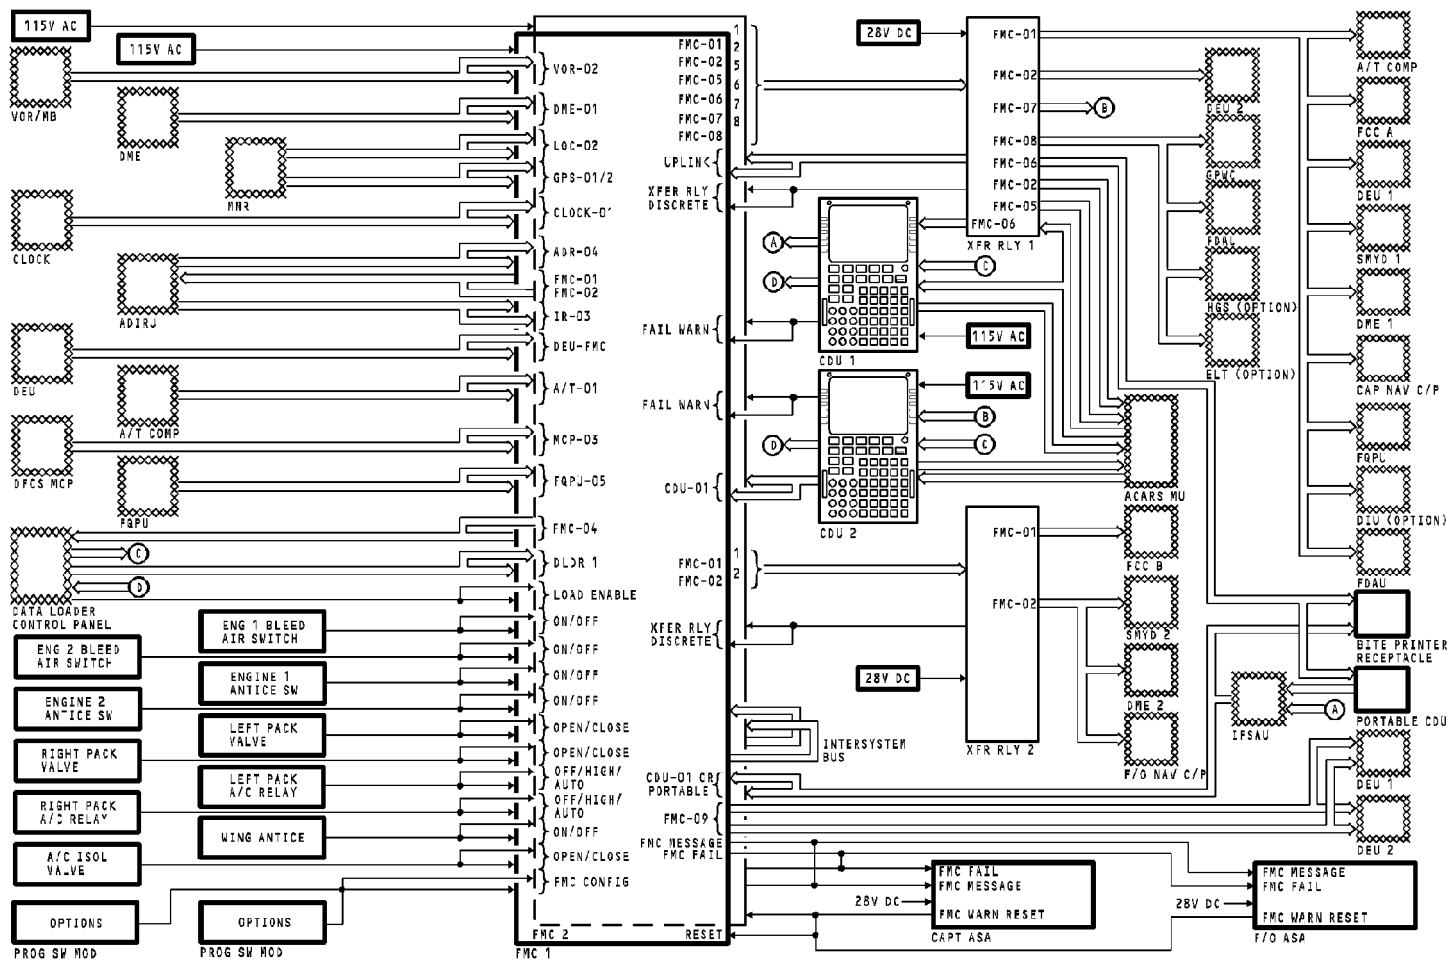 115V AC
115V AC
VOR/MB
DME
MMR
CLOCK
ADIRU
DEU
A/T COMP
DFCS MCP
FQPU
C
D
DATA LOADER
CONTROL PANEL
ENG 1 BLEED
AIR SWITCH
ENG 2 BLEED
AIR SWITCH
ENGINE 1
ANTICE SW
ENGINE 2
ANTICE SW
LEFT PACK
VALVE
RIGHT PACK
VALVE
LEFT PACK
A/C RELAY
RIGHT PACK
A/C RELAY
WING ANTICE
A/C ISOL
VALVE
OPTIONS
PROG SW MOD
OPTIONS
PROG SW MOD
VOR-02
DME-01
LOC-02
GPS-01/2
CLOCK-01
ADR-04
FMC-01
FMC-02
IR-03
DEU-FMC
A/T-01
MCP-03
FQPU-05
FMC-04
DLDR 1
LOAD ENABLE
ON/OFF
ON/OFF
ON/OFF
ON/OFF
OPEN/CLOSE
OPEN/CLOSE
OFF/HIGH/
AUTO
OFF/HIGH/
AUTO
ON/OFF
OPEN/CLOSE
FMC CONFIG
FMC 2
FMC 1
FMC-01
FMC-02
FMC-05
FMC-06
FMC-07
FMC-08
1
2
5
6
7
8
UPLINK
XFER RLY
DISCRETE
FAIL WARN
FAIL WARN
CDU-01
FMC-01
FMC-02
1
2
XFER RLY
DISCRETE
INTERSYSTEM
BUS
CDU-01 OR
PORTABLE
FMC-09
FMC MESSAGE
FMC FAIL
RESET
28V DC
FMC-01
FMC-02
FMC-07
FMC-08
FMC-06
FMC-02
FMC-05
FMC-06
XFR RLY 1
B
A
D
C
115V AC
CDU 1
115V AC
B
D
C
CDU 2
FMC-01
FMC-02
28V DC
XFR RLY 2
DEU 2
GPWC
FDAL
HGS (OPTION)
ELT (OPTION)
ACARS MU
FCC B
SMYD 2
DME 2
F/O NAV C/P
A/T COMP
FCC A
DEU 1
SMYD 1
DME 1
CAP NAV C/P
FQPU
DIU (OPTION)
FDAU
BITE PRINTER
RECEPTACLE
PORTABLE CDU
IFSAU
A
DEU 1
DEU 2
FMC FAIL
FMC MESSAGE
28V DC
FMC WARN RESET
CAPT ASA
FMC MESSAGE
FMC FAIL
28V DC
FMC WARN RESET
F/O ASA